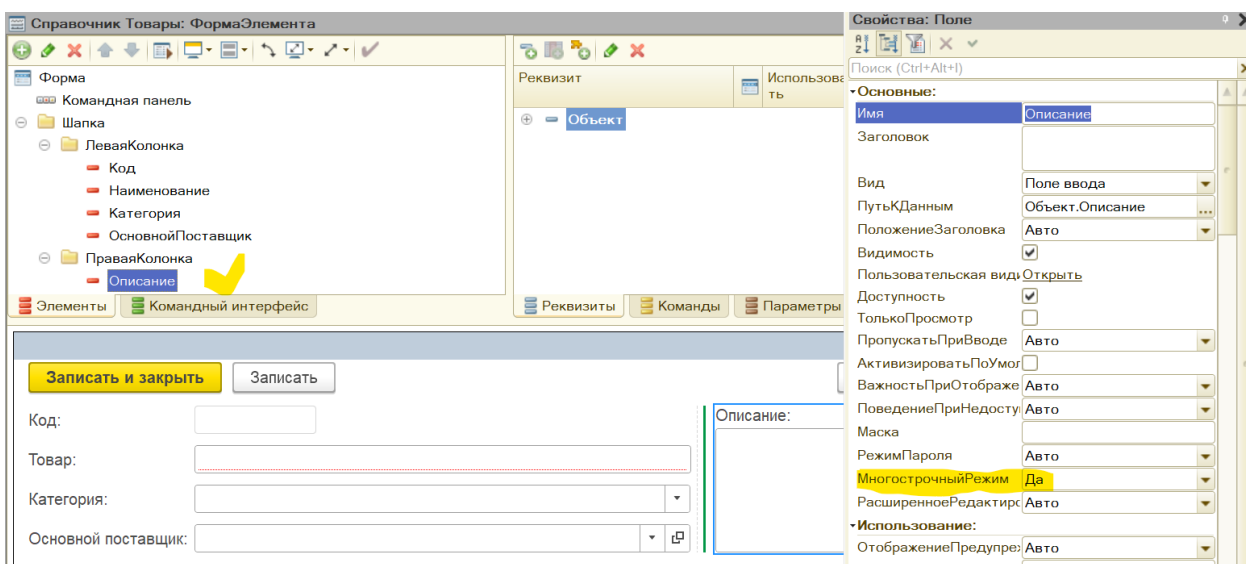 Справочник Товары: ФормаЭлемента
Форма
Командная панель
Шапка
ЛеваяКолонка
Код
Наименование
Категория
ОсновнойПоставщик
ПраваяКолонка
Описание
Элементы
Командный интерфейс
Реквизит
Использова
ть
Объект
Реквизиты
Команды
Параметры
Записать и закрыть
Записать
Код:
Товар:
Категория:
Основной поставщик:
Описание:
Свойства: Поле
Поиск (Ctrl+Alt+I)
Основные:
Имя Описание
Заголовок
Вид Поле ввода
ПутьКДанным Объект.Описание ...
ПоложениеЗаголовка Авто
Видимость
Пользовательская види Открыть
Доступность
ТолькоПросмотр
ПропускатьПриВводе Авто
АктивизироватьПоУмол
ВажностьПриОтображе Авто
ПоведениеПриНедосту Авто
Маска
РежимПароля Авто
МногострочныйРежим Да
РасширенноеРедактиро Авто
Использование:
ОтображениеПредупре Авто